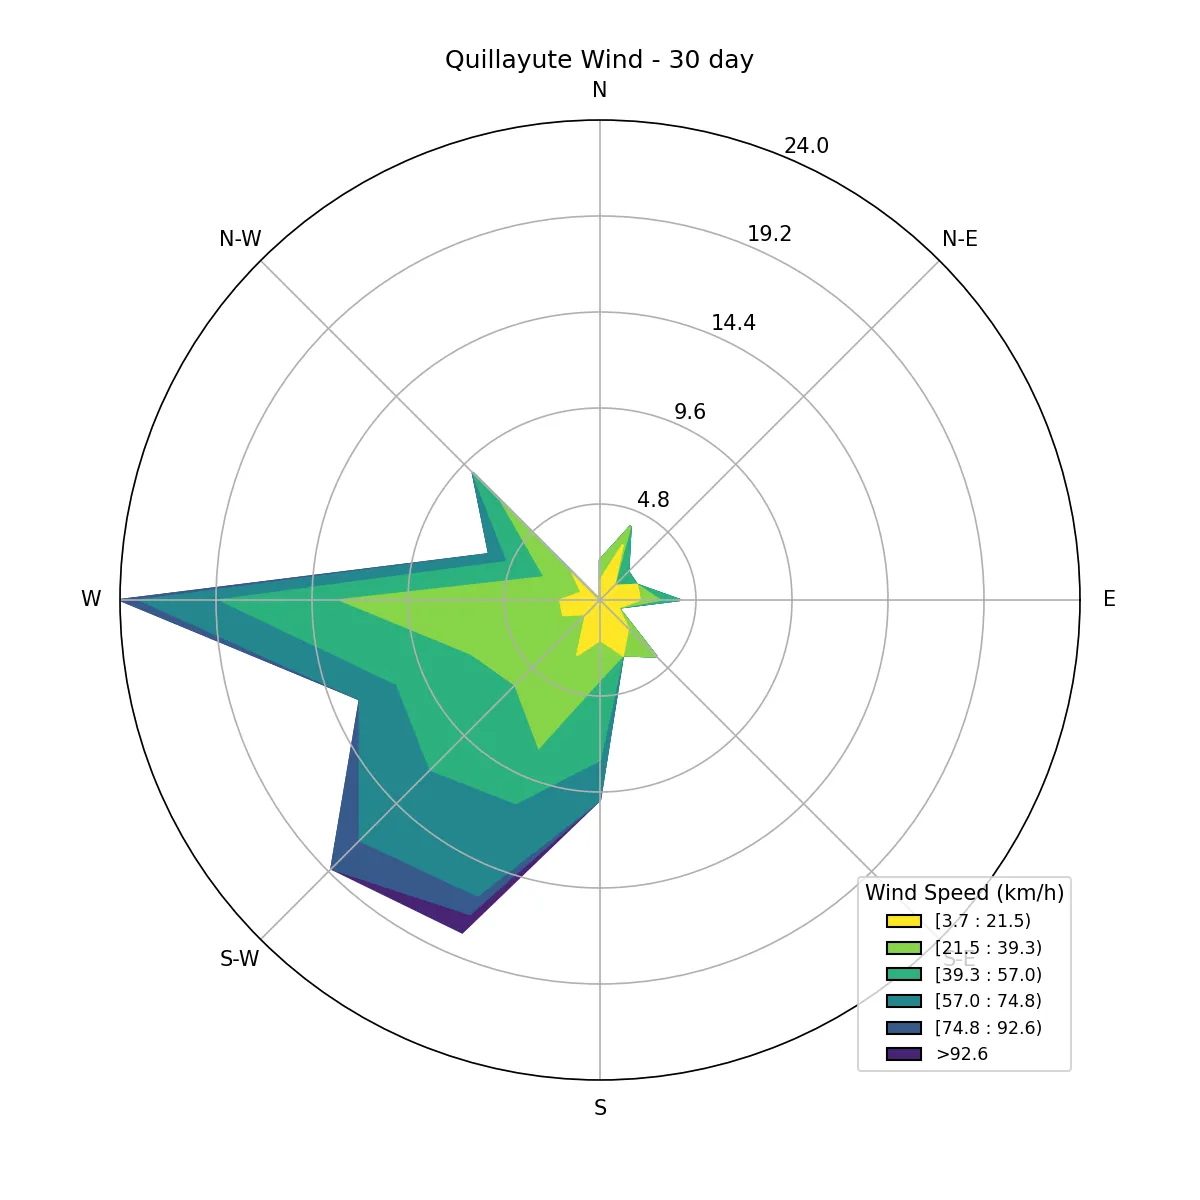 Quillayute Wind - 30 day
N
24.0
N-W
19.2
N-E
14.4
9.6
4.8
W
E
Wind Speed (km/h)
[3.7 : 21.5)
[21.5 : 39.3)
S-W
S-E
[39.3 : 57.0)
[57.0 : 74.8)
[74.8 : 92.6)
>92.6
S